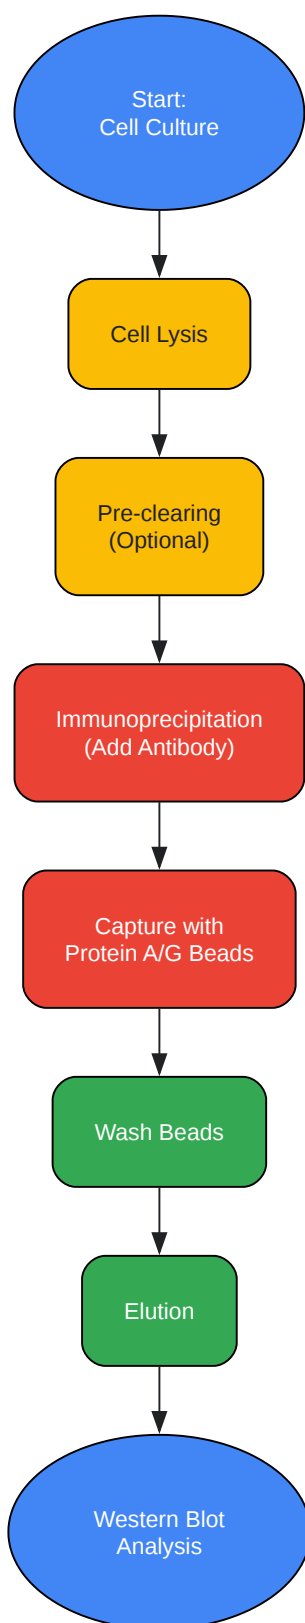 Start:
Cell Culture
Cell Lysis
Pre-clearing
(Optional)
Immunoprecipitation
(Add Antibody)
Capture with
Protein A/G Beads
Wash Beads
Elution
Western Blot
Analysis